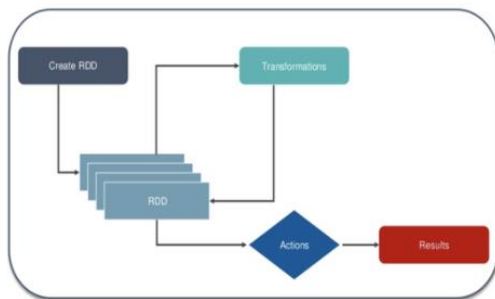 Create RDD
Transformations
RDD
Actions
Results